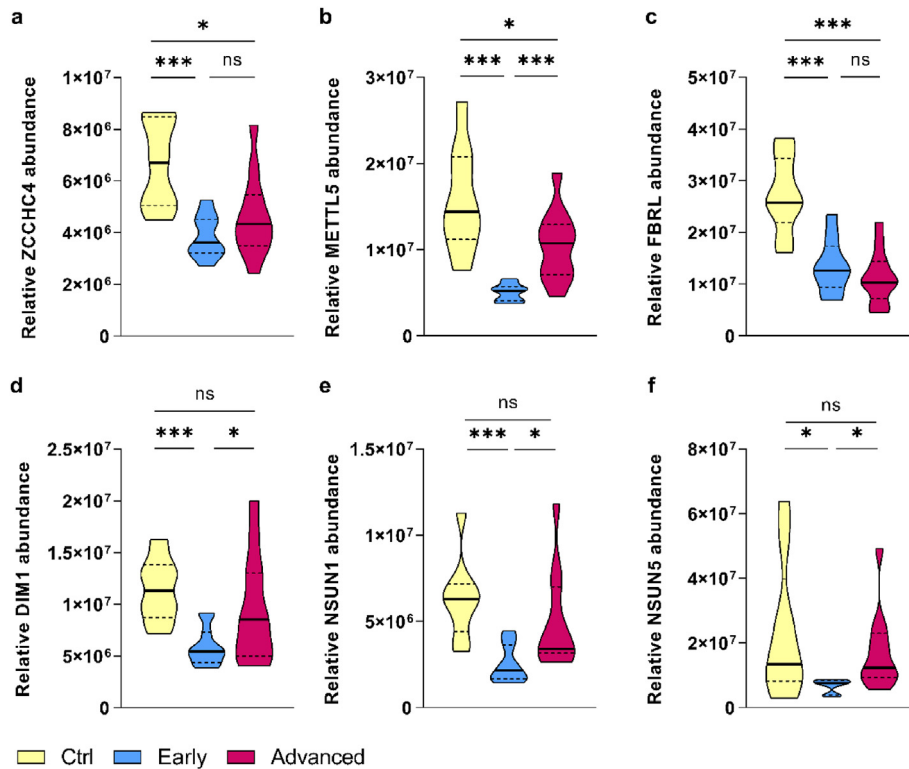 a
*
*** ns
Relative ZCCHC4 abundance
1×10⁷
8×10⁶
6×10⁶
4×10⁶
2×10⁶
0
b
*
*** ***
Relative METTL5 abundance
3×10⁷
2×10⁷
1×10⁷
0
c
***
*** ns
Relative FBRL abundance
5×10⁷
4×10⁷
3×10⁷
2×10⁷
1×10⁷
0
d
ns
*** *
Relative DIM1 abundance
2.5×10⁷
2×10⁷
1.5×10⁷
1×10⁷
5×10⁶
0
e
ns
*** *
Relative NSUN1 abundance
1.5×10⁷
1×10⁷
5×10⁶
0
f
ns
* *
Relative NSUN5 abundance
8×10⁷
6×10⁷
4×10⁷
2×10⁷
1×10⁷
0
Ctrl Early Advanced